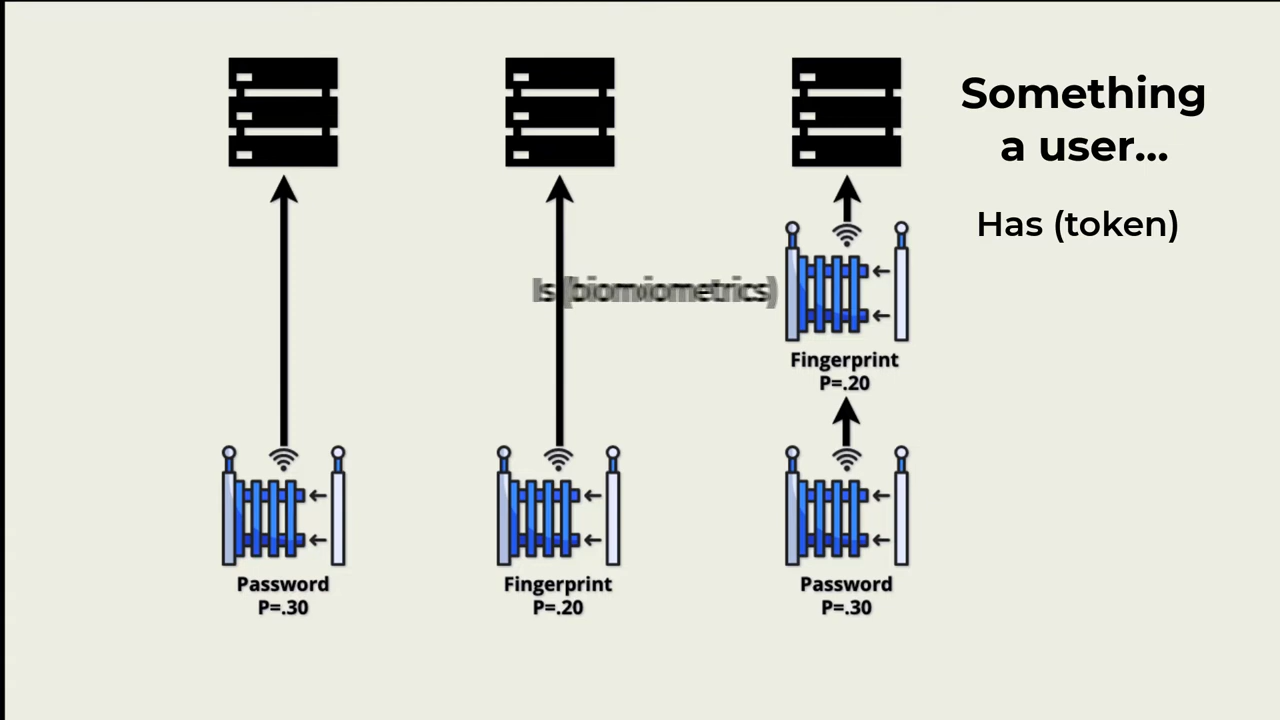 Something
a user...
Has (token)
Fingerprint
P=.20
Password
P=.30
Fingerprint
P=.20
Password
P=.30